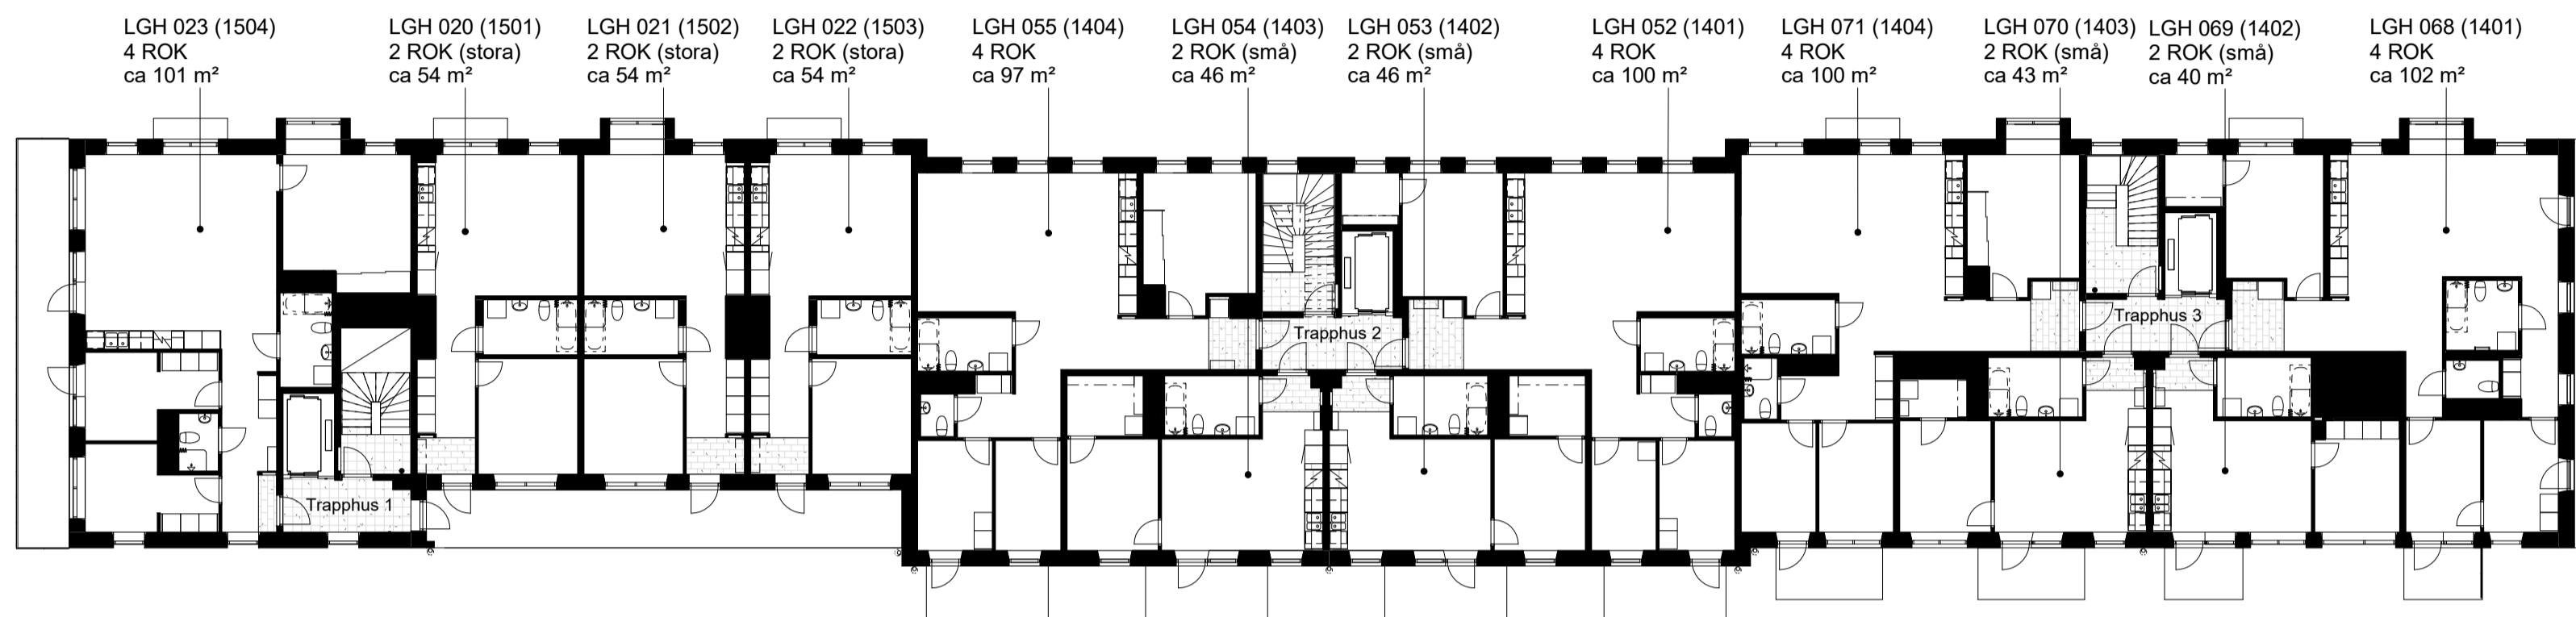 LGH 023 (1504)
4 ROK
ca 101 m²
LGH 020 (1501)
2 ROK (stora)
ca 54 m²
LGH 021 (1502)
2 ROK (stora)
ca 54 m²
LGH 022 (1503)
2 ROK (stora)
ca 54 m²
LGH 055 (1404)
4 ROK
ca 97 m²
LGH 054 (1403)
2 ROK (små)
ca 46 m²
LGH 053 (1402)
2 ROK (små)
ca 46 m²
LGH 052 (1401)
4 ROK
ca 100 m²
LGH 071 (1404)
4 ROK
ca 100 m²
LGH 070 (1403)
2 ROK (små)
ca 43 m²
LGH 069 (1402)
2 ROK (små)
ca 40 m²
LGH 068 (1401)
4 ROK
ca 102 m²
Trapphus 1
Trapphus 2
Trapphus 3